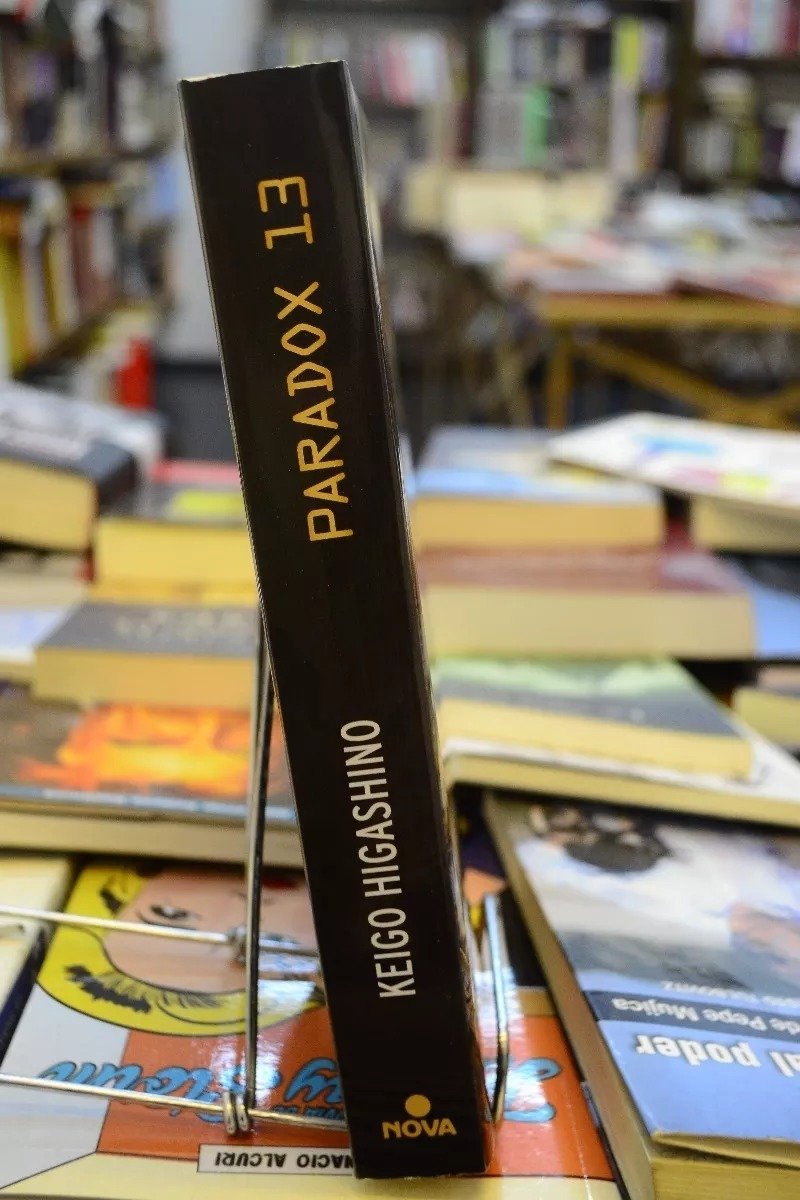 PARADOX 13
KEIGO HIGASHINO
NOVA
NACIO ALCURI
de Pepe Mujica
al poder